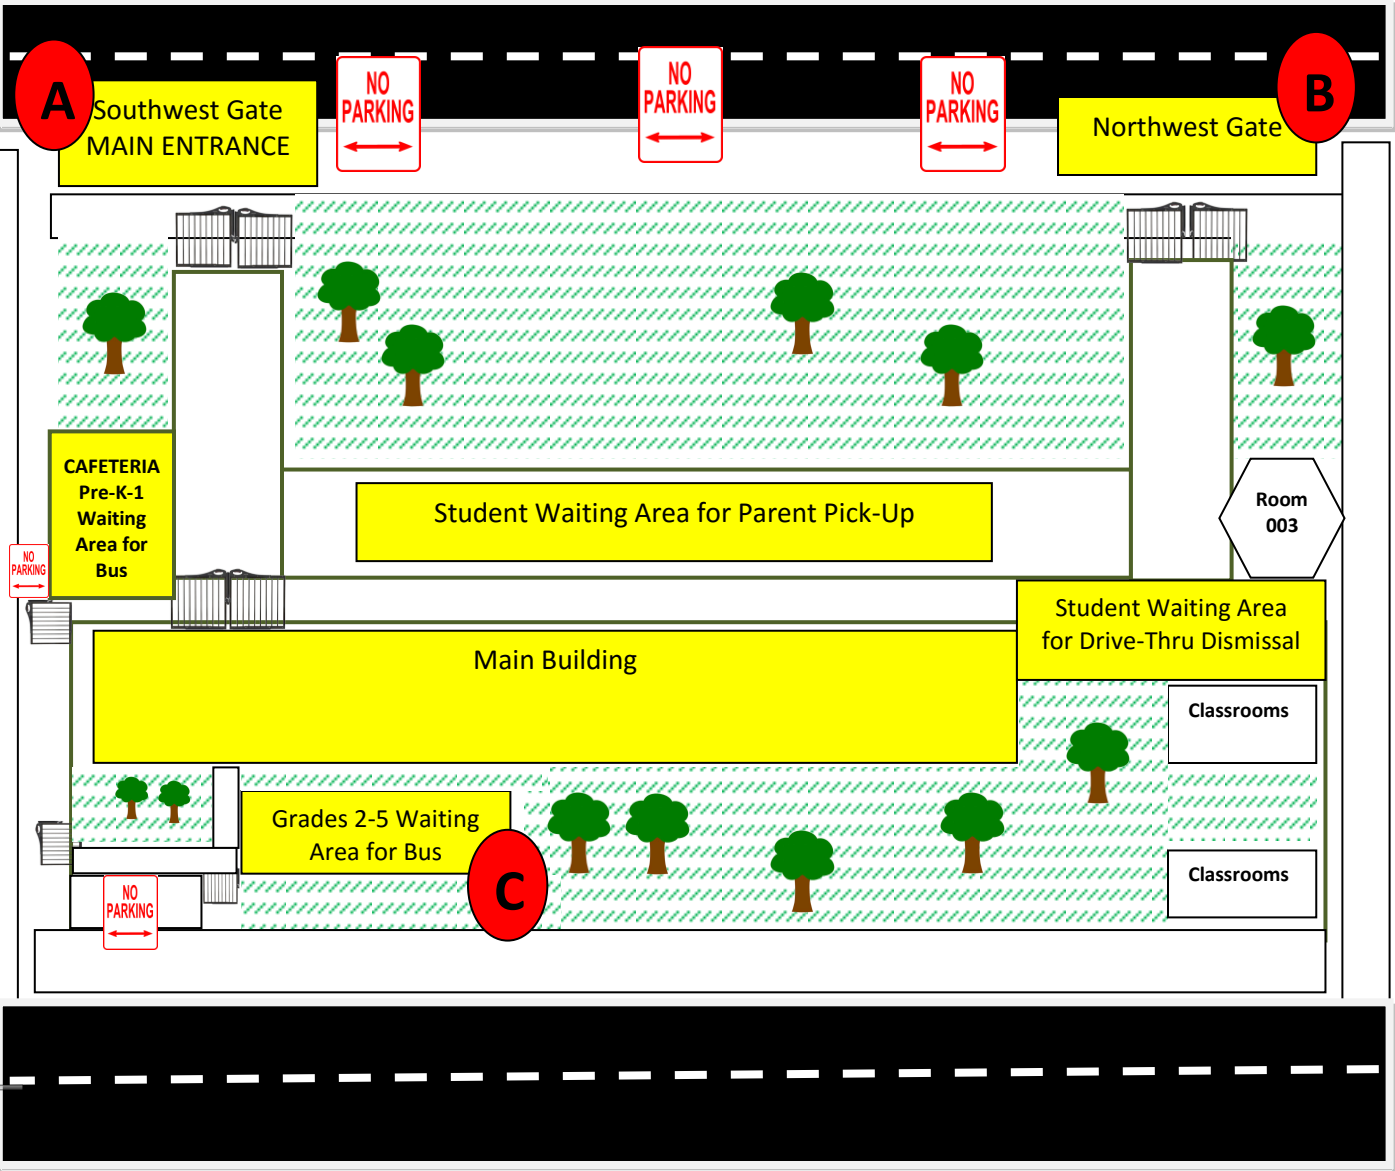 A
Southwest Gate
MAIN ENTRANCE
NO
PARKING
NO
PARKING
NO
PARKING
Northwest Gate
B
CAFETERIA
Pre-K-1
Waiting
Area for
Bus
Student Waiting Area for Parent Pick-Up
Room
003
NO
PARKING
Student Waiting Area
for Drive-Thru Dismissal
Main Building
Classrooms
Grades 2-5 Waiting
Area for Bus
C
Classrooms
NO
PARKING